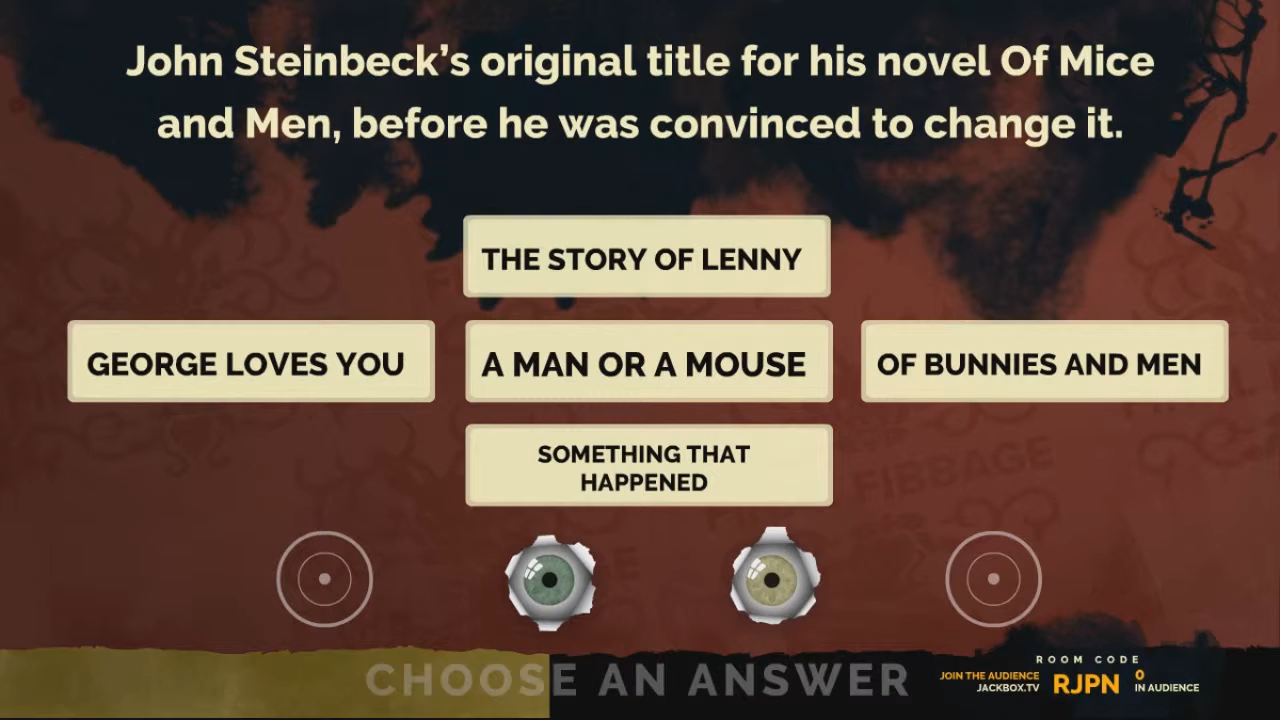 John Steinbeck’s original title for his novel Of Mice
and Men, before he was convinced to change it.
THE STORY OF LENNY
GEORGE LOVES YOU
A MAN OR A MOUSE
OF BUNNIES AND MEN
SOMETHING THAT
HAPPENED
FIBBAGE
CHOOSE AN ANSWER
ROOM CODE
JOIN THE AUDIENCE
JACKBOX.TV
RJPN
0
IN AUDIENCE